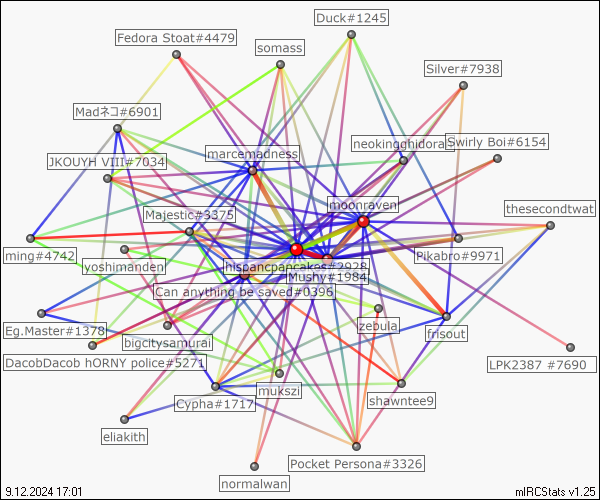 Duck#1245
Fedora Stoat#4479
somass
Silver#7938
Madネコ#6901
neokingghidora
Swirly Boi#6154
marcemadness
JKOUYH VIII#7034
moonraven
Majestic#3375
thesecondtwat
ming#4742
yoshimanden
hispancpancakes#2928
Pikabro#9971
Mushy#1984
Can anything be saved#0396
Eg.Master#1378
bigcitysamurai
zebula
frisout
DacobDacob hORNY police#5271
LPK2387 #7690
Cypha#1717
mukszi
shawntee9
eliakith
Pocket Persona#3326
normalwan
9.12.2024 17:01
mIRCStats v1.25